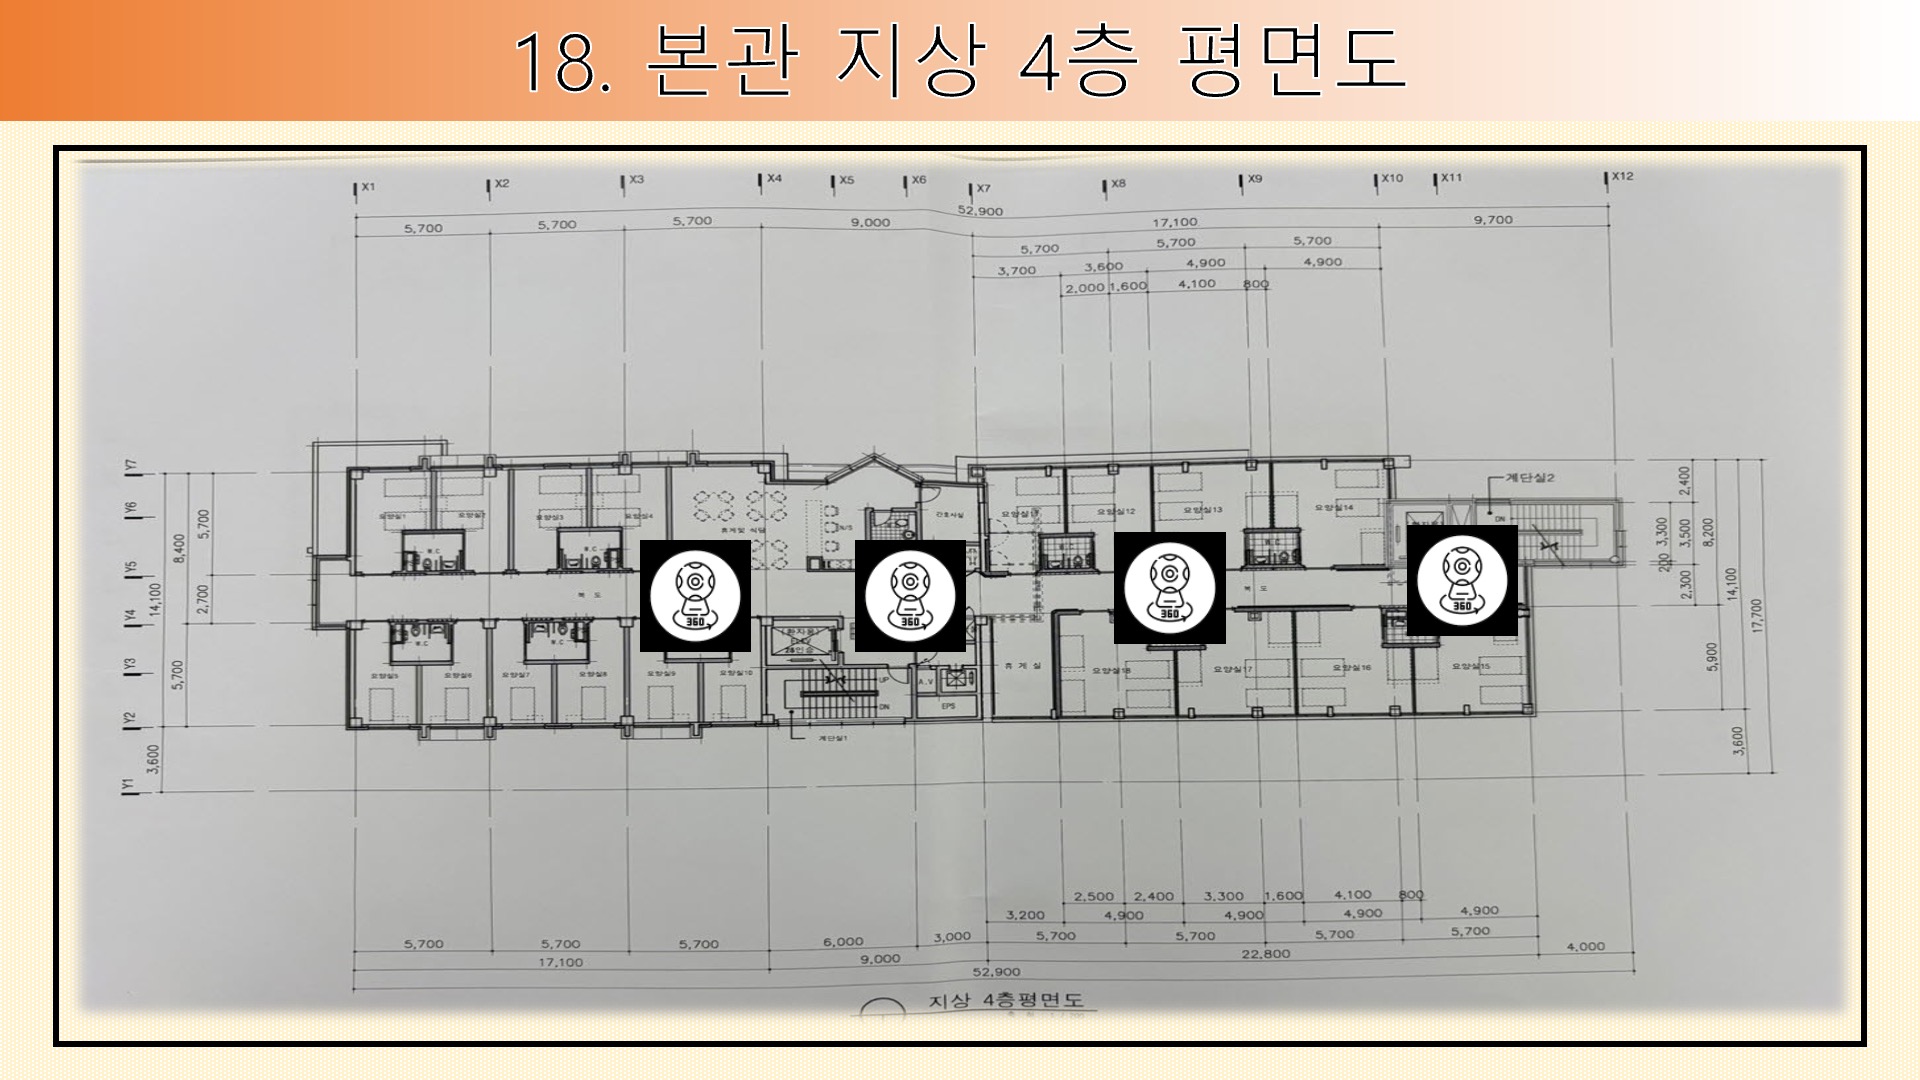 18. 본관 지상 4층 평면도
X1 X2 X3 X4 X5 X6 X7 X8 X9 X10 X11 X12
52,900
5,700 5,700 5,700 9,000 17,100 9,700
5,700 5,700 5,700
3,700 3,600 4,900 4,900
2,000 1,600 4,100 800
Y7
Y6
Y5
Y4
Y3
Y2
Y1
14,100
3,600
8,400
5,700
5,700
2,700
요양실1 요양실2 요양실3 요양실4
휴게및 식당
N/S
간호사실
요양실11 요양실12 요양실13 요양실14
계단실2
DN
W.C
W.C
W.C
복 도
복 도
360
360
360
360
W.C
W.C
요양실5 요양실6 요양실7 요양실8 요양실9 요양실10
(환자용)
ELEV
UP
DN
A.V
EPS
계단실1
휴 게 실
요양실18 요양실17 요양실16 요양실15
2,400
3,300
200
3,500
2,300
8,200
5,900
14,100
3,600
17,700
2,500 2,400 3,300 1,600 4,100 800
3,200 4,900 4,900 4,900 4,900
5,700 5,700 5,700 6,000 3,000 5,700 5,700 5,700 5,700 4,000
17,100 9,000 22,800
52,900
지상 4층평면도